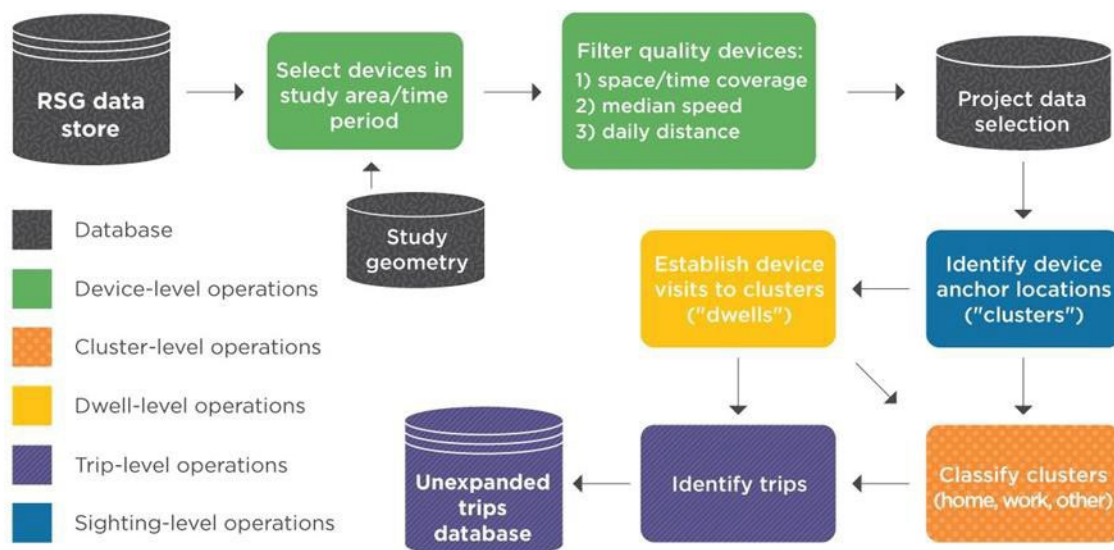 RSG data
store
Select devices in
study area/time
period
Filter quality devices:
1) space/time coverage
2) median speed
3) daily distance
Project data
selection
Study
geometry
Database
Device-level operations
Cluster-level operations
Dwell-level operations
Trip-level operations
Sighting-level operations
Establish device
visits to clusters
("dwells")
Identify device
anchor locations
("clusters")
Unexpanded
trips
database
Identify trips
Classify clusters
(home, work, other)